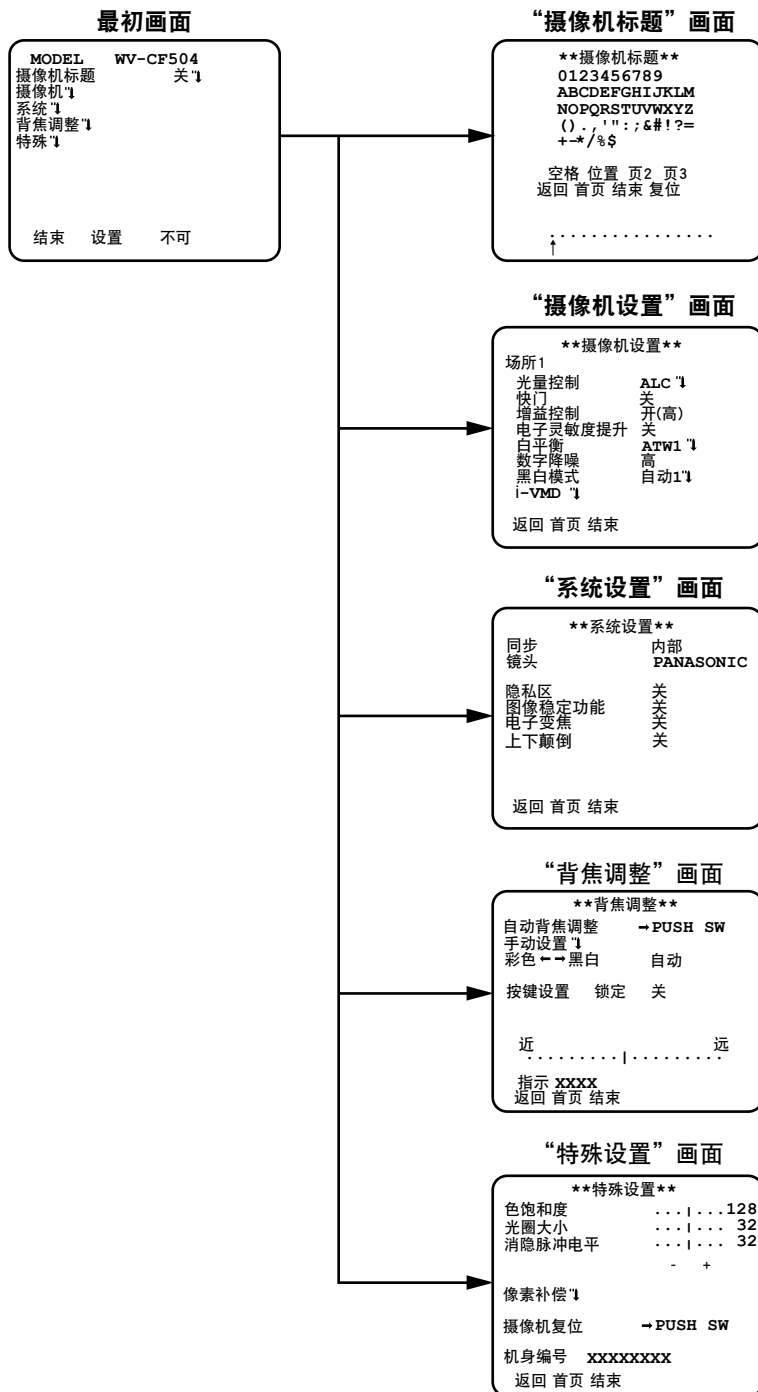 最初画面
MODEL WV-CF504
摄像机标题 关
摄像机
系统
背焦调整
特殊
结束 设置 不可
“摄像机标题”画面
**摄像机标题**
0123456789
ABCDEFGHIJKLM
NOPQRSTUVWXYZ
().,'":;&#!?=
+-*/%$
空格 位置 页2 页3
返回 首页 结束 复位
................
↑
“摄像机设置”画面
**摄像机设置**
场所1
光量控制 ALC
快门 关
增益控制 开(高)
电子灵敏度提升 关
白平衡 ATW1
数字降噪 高
黑白模式 自动1
i-VMD
返回 首页 结束
“系统设置”画面
**系统设置**
同步 内部
镜头 PANASONIC
隐私区 关
图像稳定功能 关
电子变焦 关
上下颠倒 关
返回 首页 结束
“背焦调整”画面
**背焦调整**
自动背焦调整 →PUSH SW
手动设置
彩色←→黑白 自动
按键设置 锁定 关
近 远
.........|.........
指示 XXXX
返回 首页 结束
“特殊设置”画面
**特殊设置**
色饱和度 ...|...128
光圈大小 ...|... 32
消隐脉冲电平 ...|... 32
- +
像素补偿
摄像机复位 →PUSH SW
机身编号 XXXXXXXX
返回 首页 结束